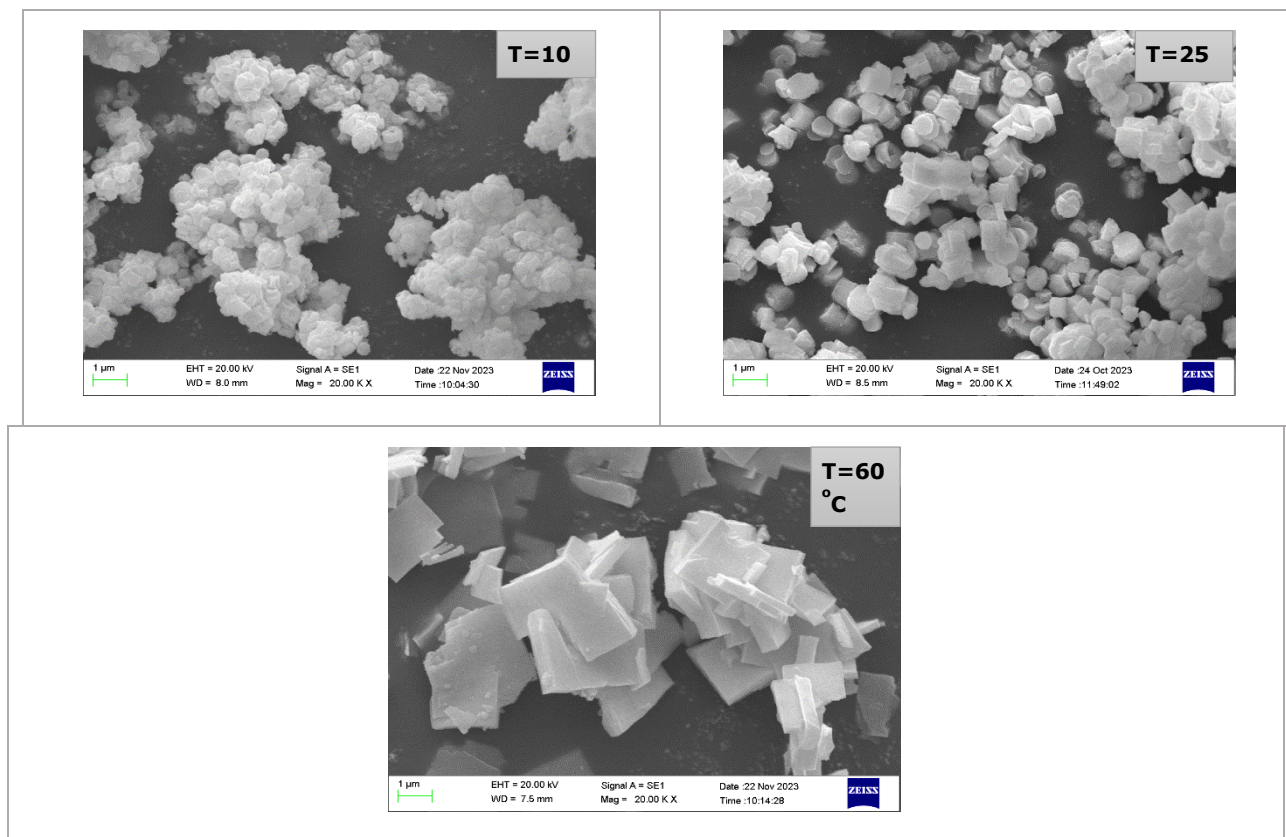 T=10
1 µm
EHT = 20.00 kV
Signal A = SE1
Date :22 Nov 2023
WD = 8.0 mm
Mag = 20.00 K X
Time :10:04:30
ZEISS
T=25
1 µm
EHT = 20.00 kV
Signal A = SE1
Date :24 Oct 2023
WD = 8.5 mm
Mag = 20.00 K X
Time :11:49:02
ZEISS
T=60
°C
1 µm
EHT = 20.00 kV
Signal A = SE1
Date :22 Nov 2023
WD = 7.5 mm
Mag = 20.00 K X
Time :10:14:28
ZEISS